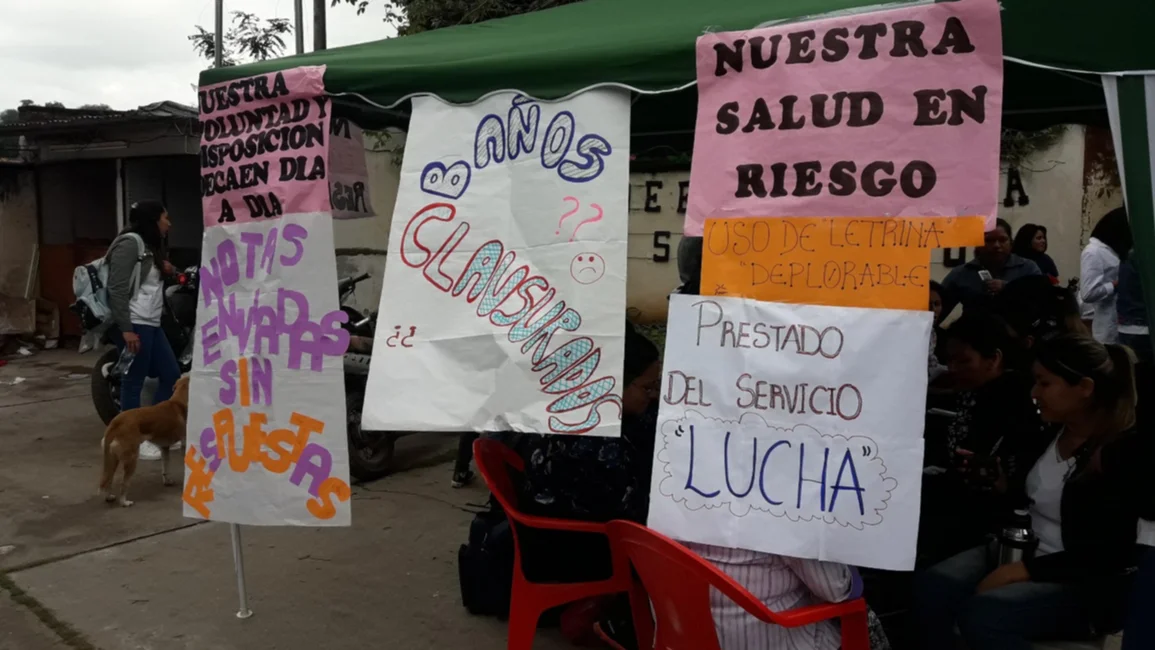 NUESTRA
VOLUNTAD Y
DISPOSICION
DECAEN DIA
A DIA
NOTAS
ENVIADAS
SIN
RESPUESTAS
BAÑOS
CLAUSURADOS
??
¿¿
NUESTRA
SALUD EN
RIESGO
USO DE LETRINA
"DEPLORABLE"
PRESTADO
DEL SERVICIO
"LUCHA"